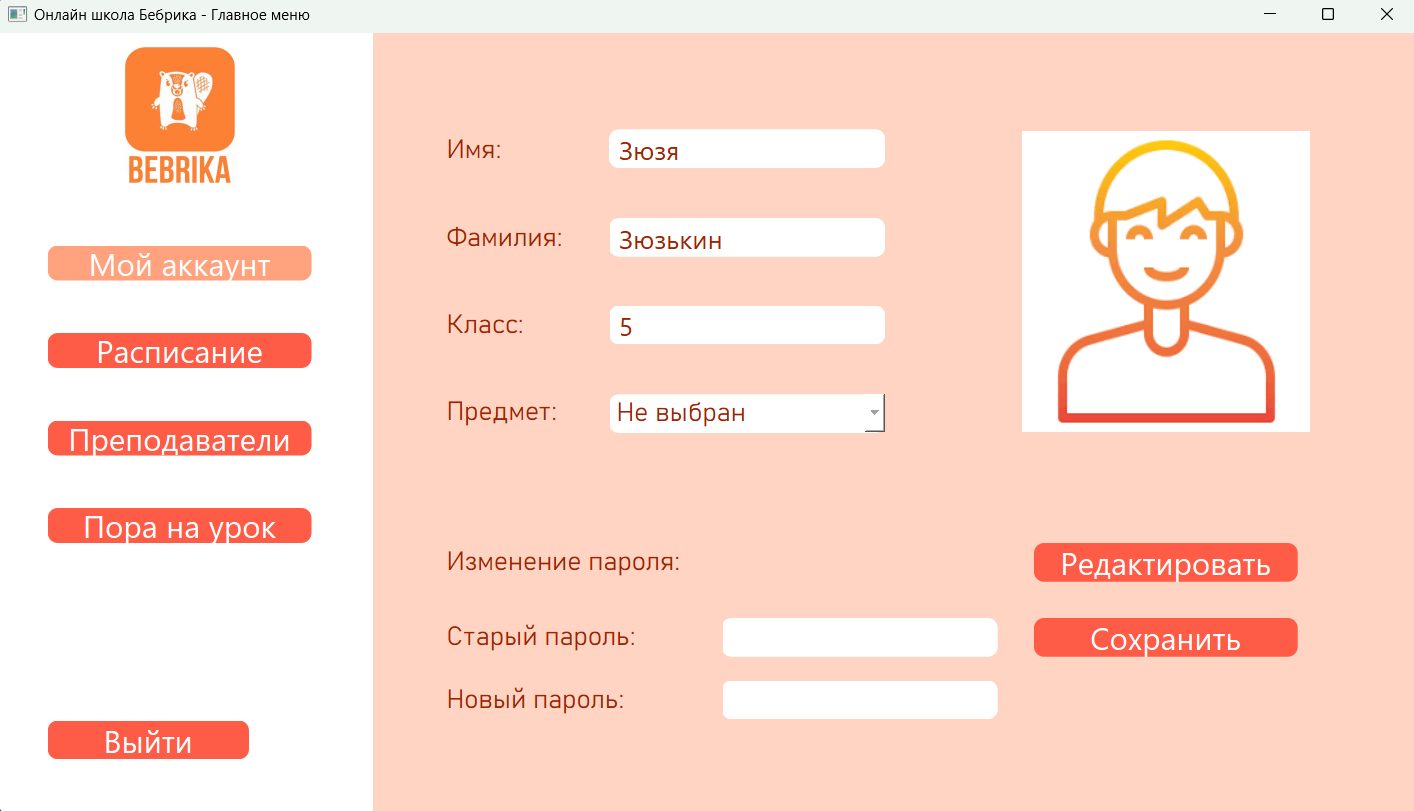 Онлайн школа Бебрика - Главное меню
BEBRIKA
Мой аккаунт
Расписание
Преподаватели
Пора на урок
Выйти
Имя: Зюзя
Фамилия: Зюзькин
Класс: 5
Предмет: Не выбран
Изменение пароля:
Редактировать
Старый пароль:
Сохранить
Новый пароль: